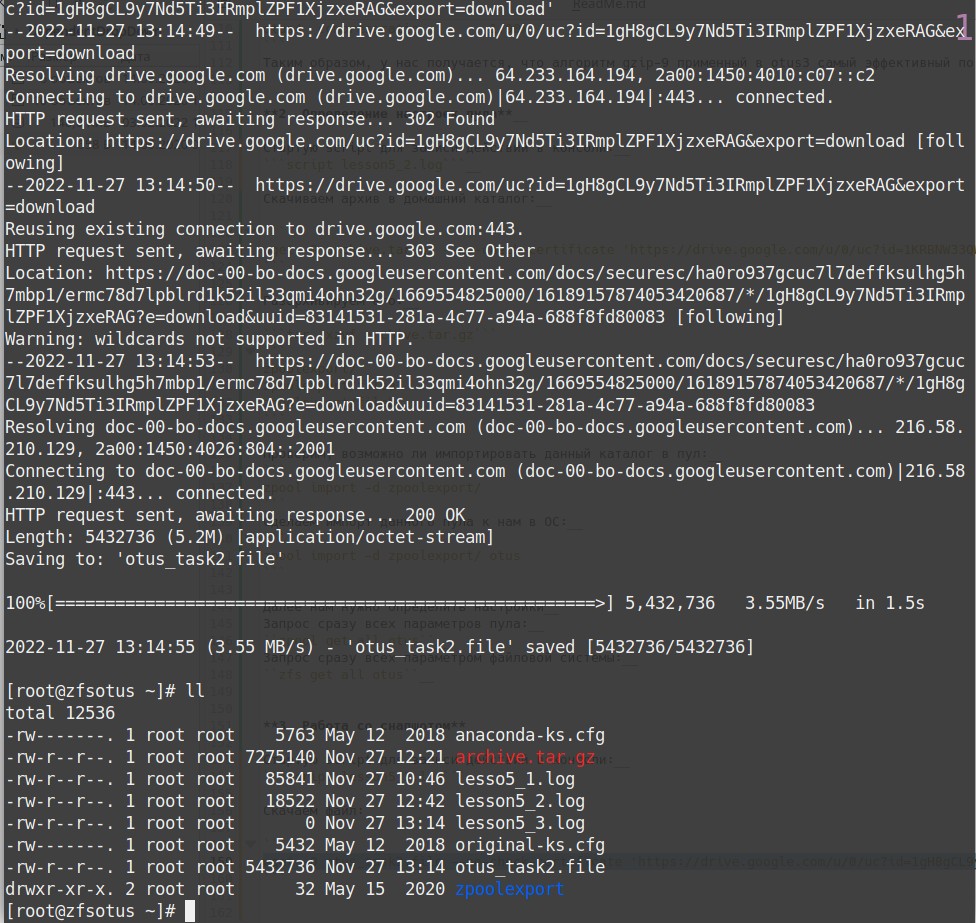 c?id=1gH8gCL9y7Nd5Ti3IRmplZPF1XjzxeRAG&export=download'
--2022-11-27 13:14:49--  https://drive.google.com/u/0/uc?id=1gH8gCL9y7Nd5Ti3IRmplZPF1XjzxeRAG&ex
port=download
Resolving drive.google.com (drive.google.com)... 64.233.164.194, 2a00:1450:4010:c07::c2
Connecting to drive.google.com (drive.google.com)|64.233.164.194|:443... connected.
HTTP request sent, awaiting response... 302 Found
Location: https://drive.google.com/uc?id=1gH8gCL9y7Nd5Ti3IRmplZPF1XjzxeRAG&export=download [foll
owing]
--2022-11-27 13:14:50--  https://drive.google.com/uc?id=1gH8gCL9y7Nd5Ti3IRmplZPF1XjzxeRAG&export
=download
Reusing existing connection to drive.google.com:443.
HTTP request sent, awaiting response... 303 See Other
Location: https://doc-00-bo-docs.googleusercontent.com/docs/securesc/ha0ro937gcuc7l7deffksulhg5h
7mbp1/ermc78d7lpblrd1k52il33qmi4ohn32g/1669554825000/16189157874053420687/*/1gH8gCL9y7Nd5Ti3IRmp
lZPF1XjzxeRAG?e=download&uuid=83141531-281a-4c77-a94a-688f8fd80083 [following]
Warning: wildcards not supported in HTTP.
--2022-11-27 13:14:53--  https://doc-00-bo-docs.googleusercontent.com/docs/securesc/ha0ro937gcuc
7l7deffksulhg5h7mbp1/ermc78d7lpblrd1k52il33qmi4ohn32g/1669554825000/16189157874053420687/*/1gH8g
CL9y7Nd5Ti3IRmplZPF1XjzxeRAG?e=download&uuid=83141531-281a-4c77-a94a-688f8fd80083
Resolving doc-00-bo-docs.googleusercontent.com (doc-00-bo-docs.googleusercontent.com)... 216.58.
210.129, 2a00:1450:4026:804::2001
Connecting to doc-00-bo-docs.googleusercontent.com (doc-00-bo-docs.googleusercontent.com)|216.58
.210.129|:443... connected.
HTTP request sent, awaiting response... 200 OK
Length: 5432736 (5.2M) [application/octet-stream]
Saving to: 'otus_task2.file'
100%[======================================================>] 5,432,736   3.55MB/s   in 1.5s
2022-11-27 13:14:55 (3.55 MB/s) - 'otus_task2.file' saved [5432736/5432736]
[root@zfsotus ~]# ll
total 12536
-rw-------. 1 root root    5763 May 12  2018 anaconda-ks.cfg
-rw-r--r--. 1 root root 7275140 Nov 27 12:21 archive.tar.gz
-rw-r--r--. 1 root root   85841 Nov 27 10:46 lesso5_1.log
-rw-r--r--. 1 root root   18522 Nov 27 12:42 lesson5_2.log
-rw-r--r--. 1 root root       0 Nov 27 13:14 lesson5_3.log
-rw-------. 1 root root    5432 May 12  2018 original-ks.cfg
-rw-r--r--. 1 root root 5432736 Nov 27 13:14 otus_task2.file
drwxr-xr-x. 2 root root      32 May 15  2020 zpoolexport
[root@zfsotus ~]#